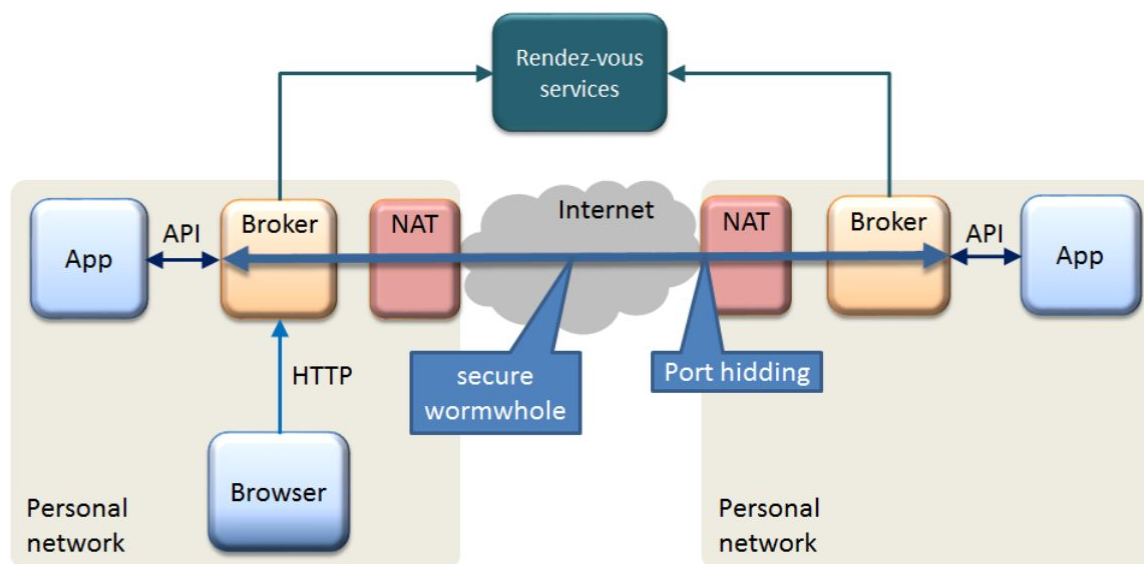 Rendez-vous
services
Internet
App
API
Broker
NAT
NAT
Broker
API
App
HTTP
secure
wormwhole
Port hidding
Browser
Personal
network
Personal
network